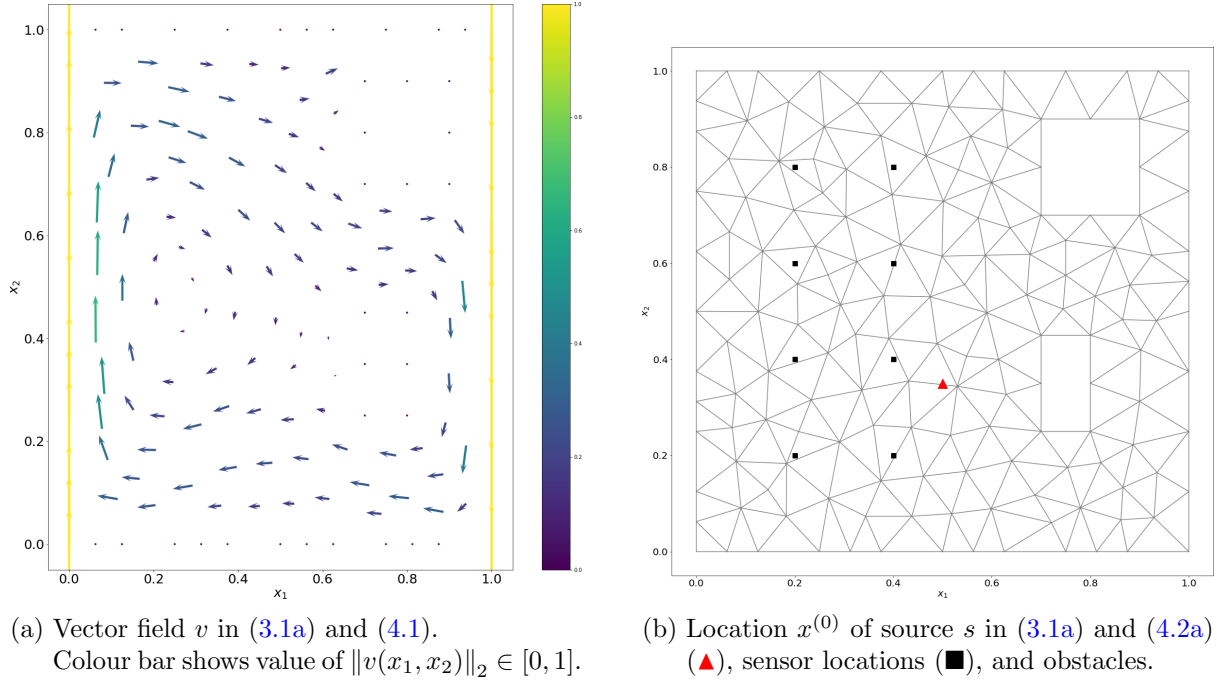 1.0
0.8
0.6
0.4
0.2
0.0
x₂
0.0 0.2 0.4 0.6 0.8 1.0
x₁
1.0
0.8
0.6
0.4
0.2
0.0
1.0
0.8
0.6
0.4
0.2
0.0
x₂
0.0 0.2 0.4 0.6 0.8 1.0
x₁
(a) Vector field v in (3.1a) and (4.1).
Colour bar shows value of ‖v(x₁, x₂)‖₂ ∈ [0, 1].
(b) Location x⁽⁰⁾ of source s in (3.1a) and (4.2a)
(▲), sensor locations (■), and obstacles.